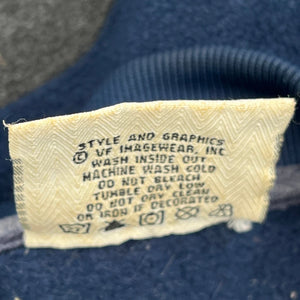 STYLE AND GRAPHICS
© VF IMAGEWEAR, INC
WASH INSIDE OUT
MACHINE WASH COLD
DO NOT BLEACH
TUMBLE DRY LOW
DO NOT DRY CLEAN
OR IRON IF DECORATED